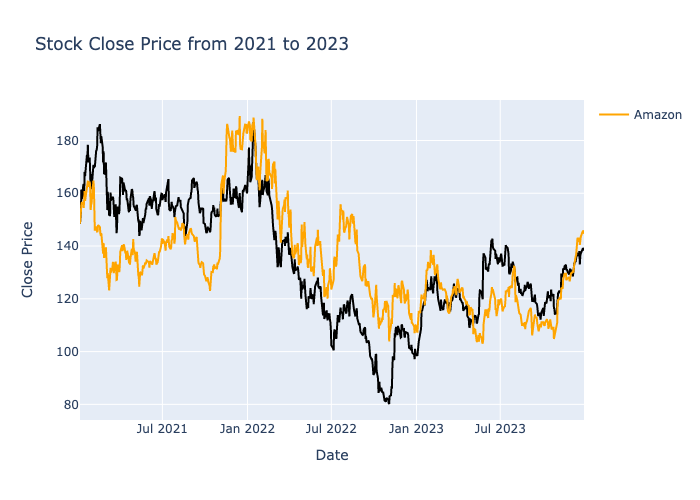 Stock Close Price from 2021 to 2023
Amazon
Close Price
180
160
140
120
100
80
Jul 2021
Jan 2022
Jul 2022
Jan 2023
Jul 2023
Date